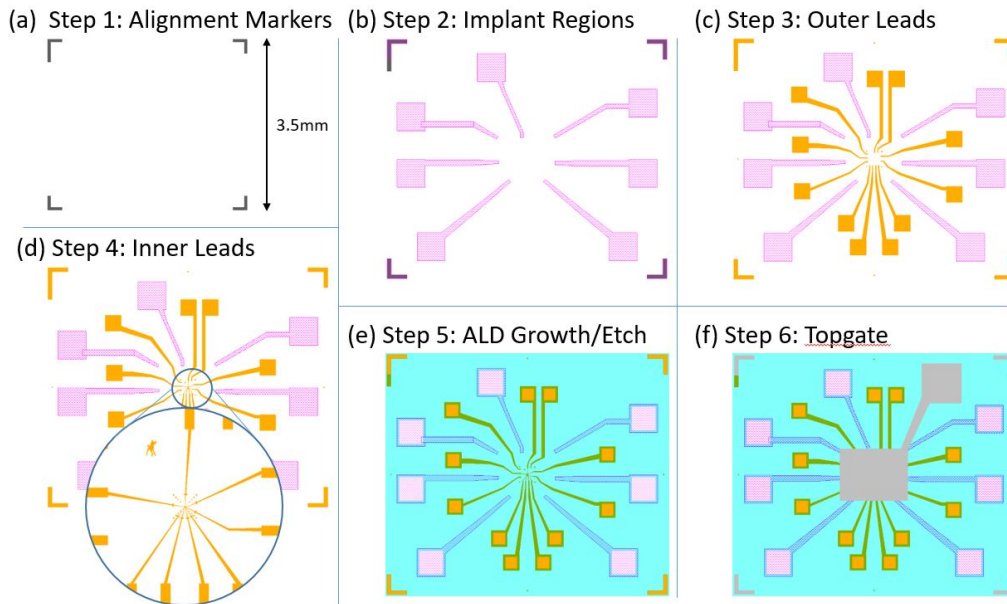 (a) Step 1: Alignment Markers
3.5mm
(b) Step 2: Implant Regions
(c) Step 3: Outer Leads
(d) Step 4: Inner Leads
(e) Step 5: ALD Growth/Etch
(f) Step 6: Topgate